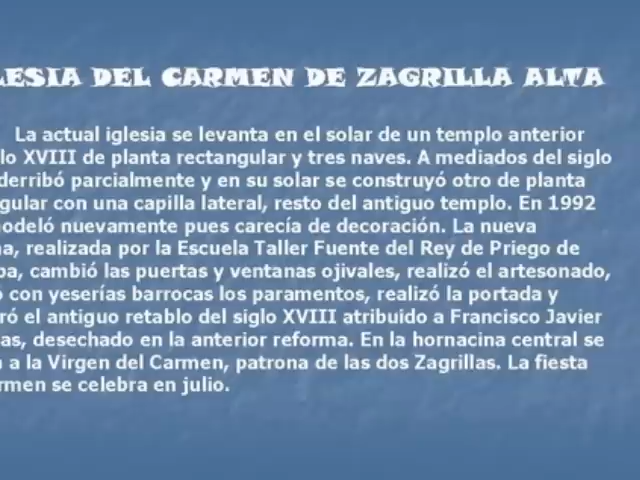 LESIA DEL CARMEN DE ZAGRILLA ALTA
La actual iglesia se levanta en el solar de un templo anterior
lo XVIII de planta rectangular y tres naves. A mediados del siglo
derribó parcialmente y en su solar se construyó otro de planta
gular con una capilla lateral, resto del antiguo templo. En 1992
nodeló nuevamente pues carecía de decoración. La nueva
na, realizada por la Escuela Taller Fuente del Rey de Priego de
ba, cambió las puertas y ventanas ojivales, realizó el artesonado,
ó con yeserías barrocas los paramentos, realizó la portada y
ró el antiguo retablo del siglo XVIII atribuido a Francisco Javier
as, desechado en la anterior reforma. En la hornacina central se
a a la Virgen del Carmen, patrona de las dos Zagrillas. La fiesta
rmen se celebra en julio.